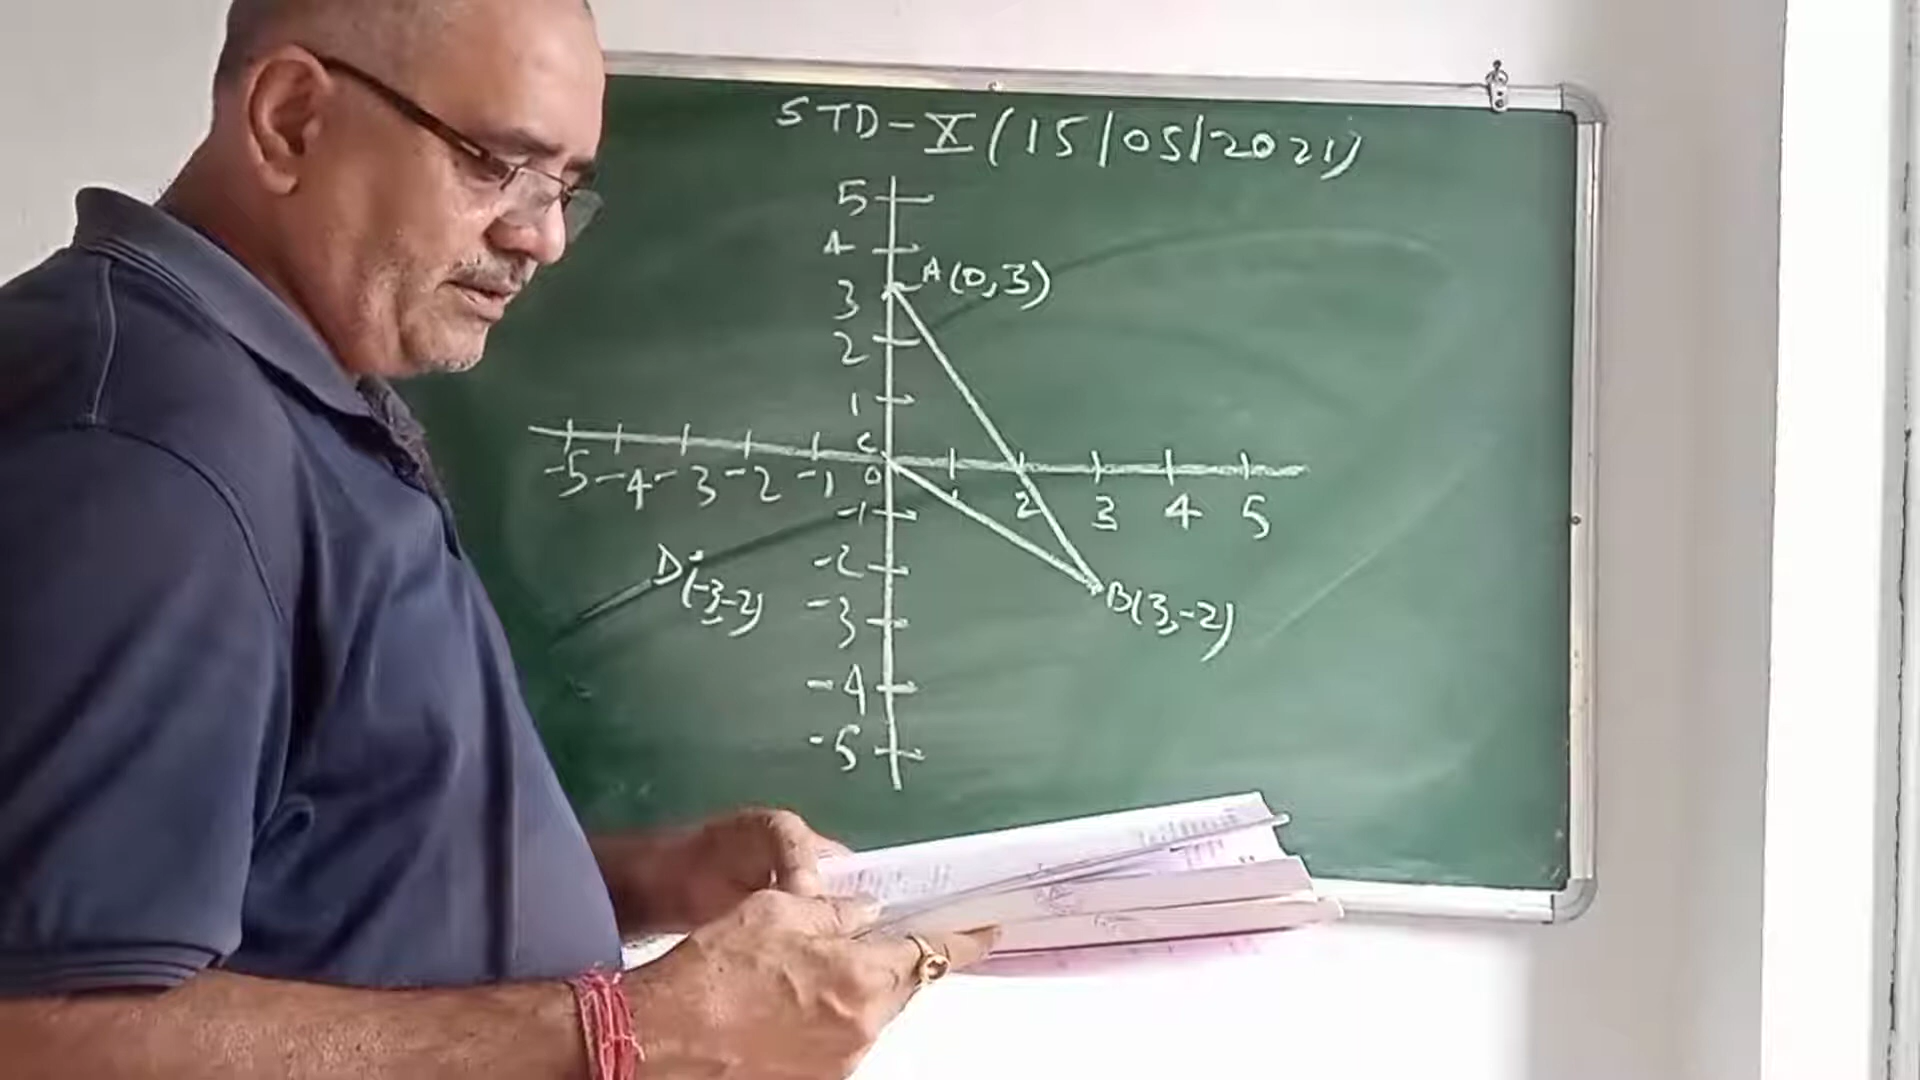 STD-X(15/05/2021)
5
4
A(0,3)
3
2
1
C
-5 -4 -3 -2 -1 0 1 2 3 4 5
-1
-2
D(-3,-2)
B(3,-2)
-3
-4
-5